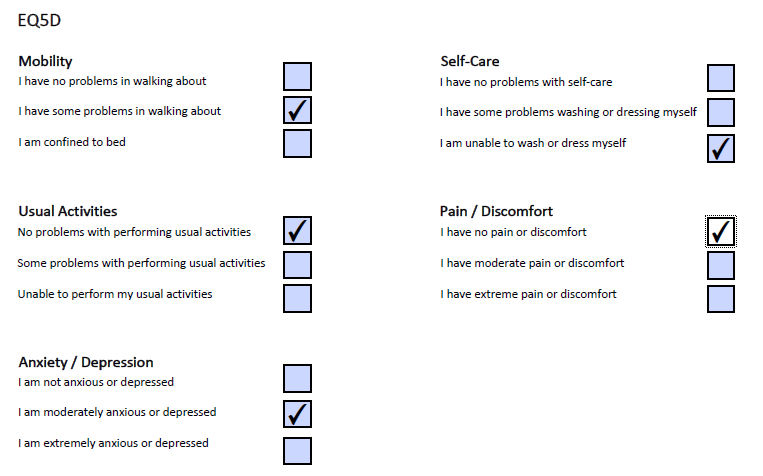 EQ5D
Mobility
I have no problems in walking about
I have some problems in walking about
I am confined to bed
Self-Care
I have no problems with self-care
I have some problems washing or dressing myself
I am unable to wash or dress myself
Usual Activities
No problems with performing usual activities
Some problems with performing usual activities
Unable to perform my usual activities
Pain / Discomfort
I have no pain or discomfort
I have moderate pain or discomfort
I have extreme pain or discomfort
Anxiety / Depression
I am not anxious or depressed
I am moderately anxious or depressed
I am extremely anxious or depressed